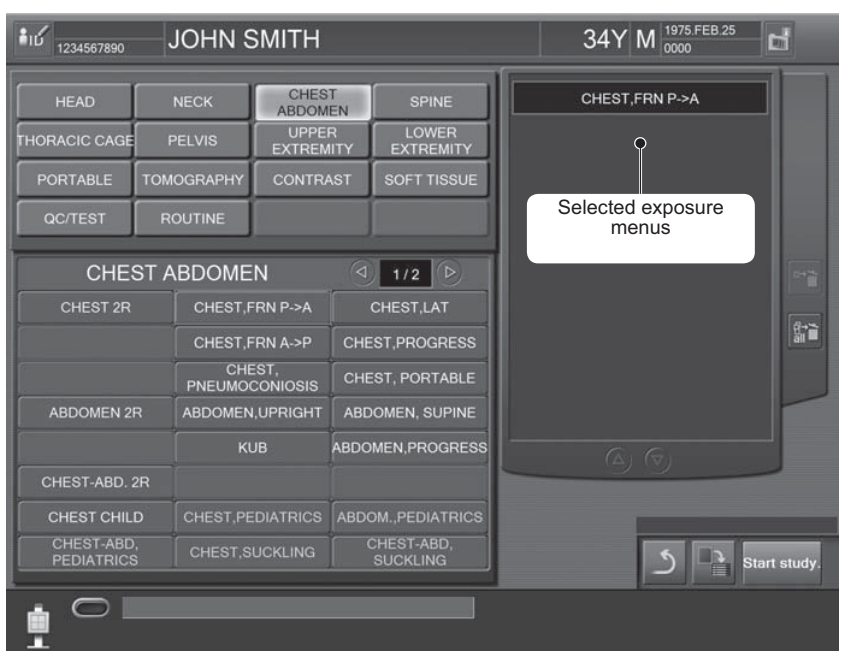 1234567890
JOHN SMITH
34Y M
1975.FEB.25
0000
HEAD
NECK
CHEST
ABDOMEN
SPINE
THORACIC CAGE
PELVIS
UPPER
EXTREMITY
LOWER
EXTREMITY
PORTABLE
TOMOGRAPHY
CONTRAST
SOFT TISSUE
QC/TEST
ROUTINE
CHEST,FRN P->A
Selected exposure
menus
CHEST ABDOMEN
1/2
CHEST 2R
CHEST,FRN P->A
CHEST,LAT
CHEST,FRN A->P
CHEST,PROGRESS
CHEST,
PNEUMOCONIOSIS
CHEST, PORTABLE
ABDOMEN 2R
ABDOMEN,UPRIGHT
ABDOMEN, SUPINE
KUB
ABDOMEN,PROGRESS
CHEST-ABD. 2R
CHEST CHILD
CHEST,PEDIATRICS
ABDOM.,PEDIATRICS
CHEST-ABD,
PEDIATRICS
CHEST,SUCKLING
CHEST-ABD,
SUCKLING
all
Start study.